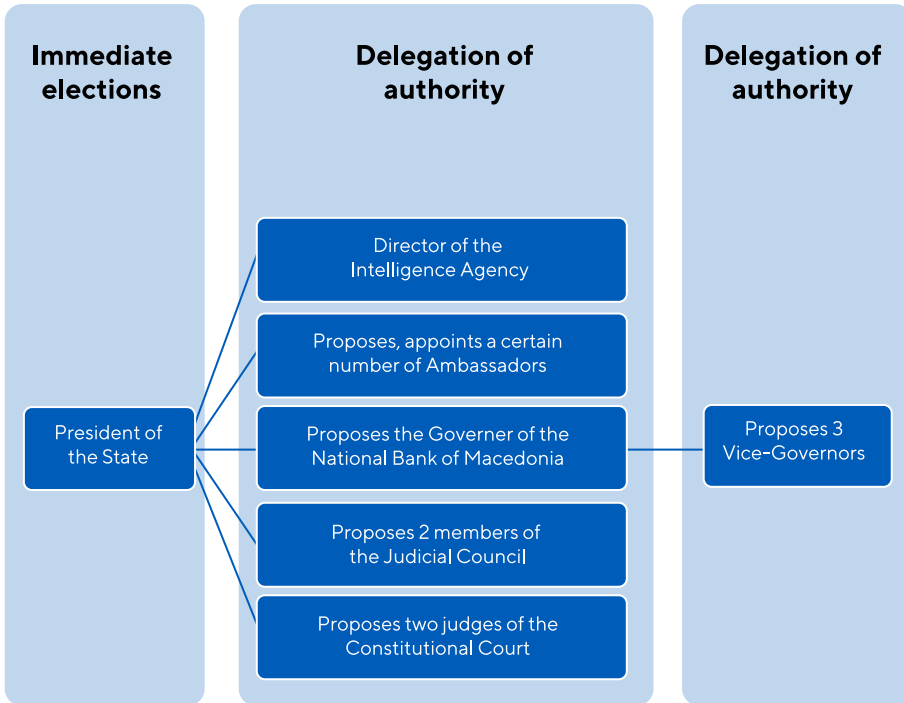 Immediate
elections
Delegation of
authority
Delegation of
authority
Director of the
Intelligence Agency
Proposes, appoints a certain
number of Ambassadors
President of
the State
Proposes the Governer of the
National Bank of Macedonia
Proposes 3
Vice-Governors
Proposes 2 members of
the Judicial Council
Proposes two judges of the
Constitutional Court